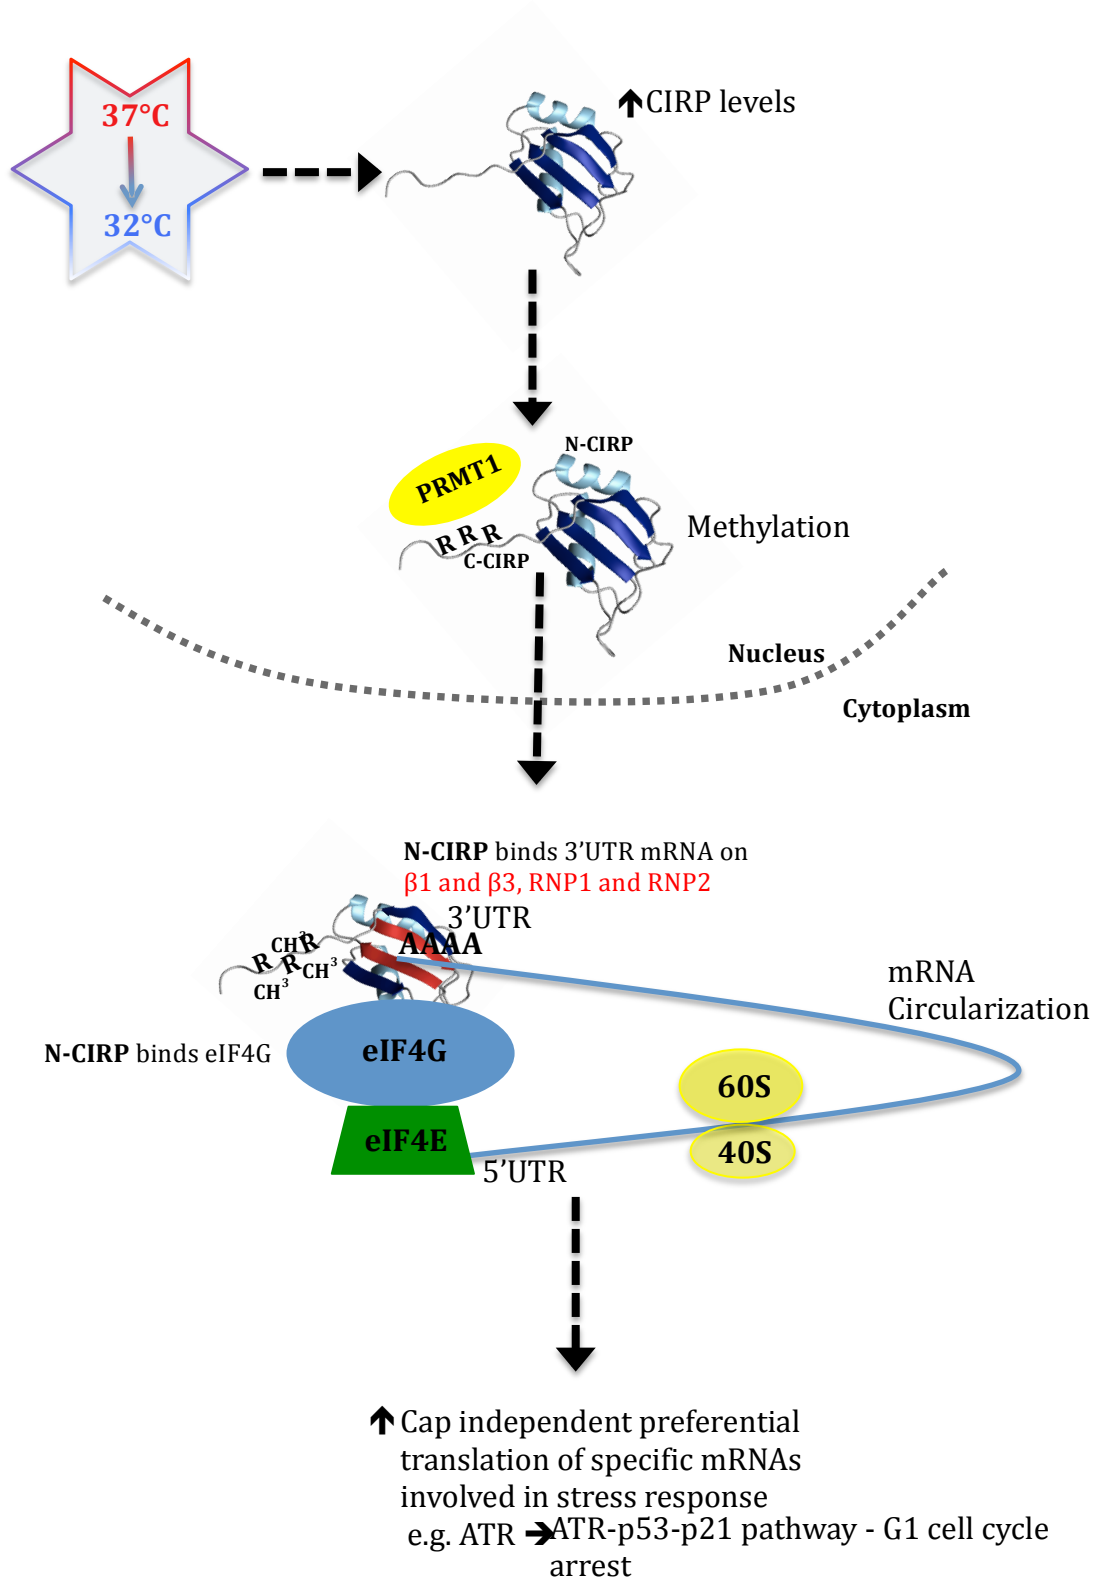 37°C
32°C
🡹CIRP levels
PRMT1
N-CIRP
R R R
C-CIRP
Methylation
Nucleus
Cytoplasm
N-CIRP binds 3’UTR mRNA on
β1 and β3, RNP1 and RNP2
3’UTR
AAAA
R CH3 R
R CH3
CH3
mRNA
Circularization
N-CIRP binds eIF4G
eIF4G
60S
eIF4E
40S
5’UTR
🡹 Cap independent preferential
translation of specific mRNAs
involved in stress response
e.g. ATR ➔ ATR-p53-p21 pathway - G1 cell cycle
arrest